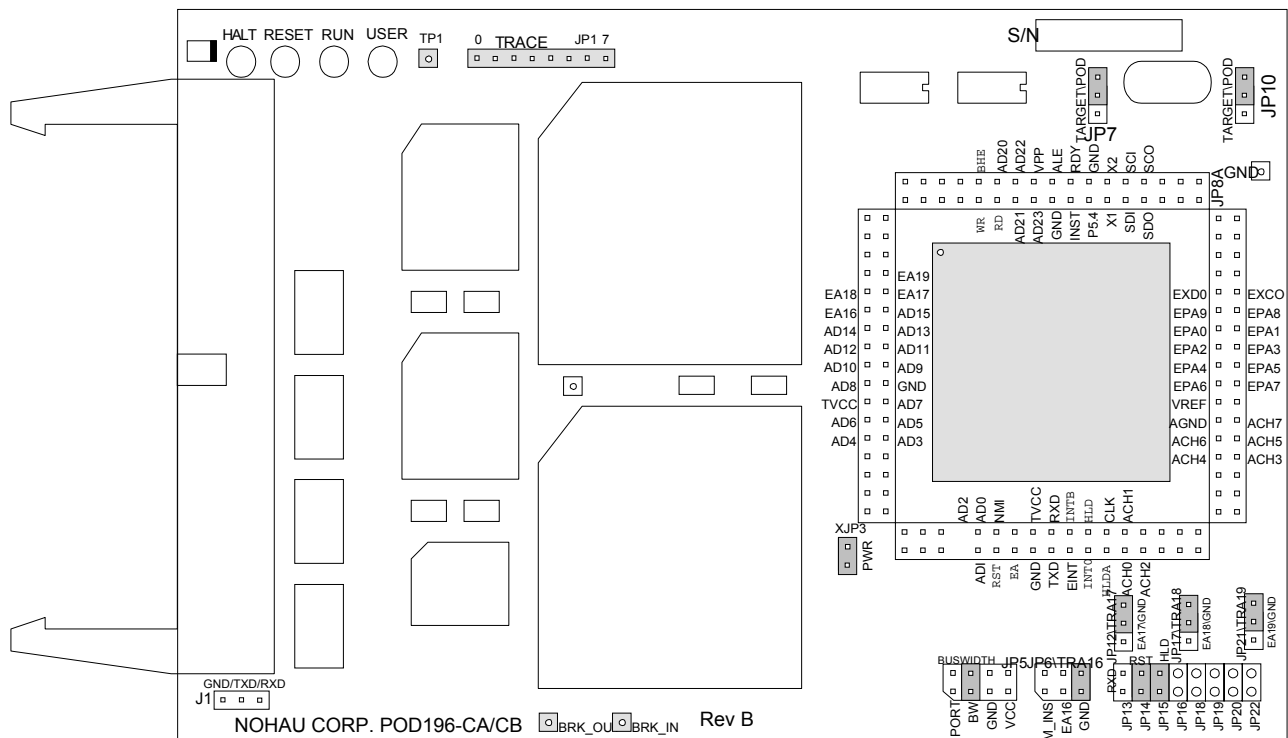 HALT RESET RUN USER TP1 0 TRACE JP1 7
S/N
TARGET\POD
JP7
TARGET\POD
JP10
BHE
AD20
AD22
VPP
ALE
RDY
GND
X2
SCI
SCO
JP8A
GND
WR
RD
AD21
AD23
GND
INST
P5.4
X1
SDI
SDO
EA19
EA18 EA17 EXD0 EXCO
EA16 AD15 EPA9 EPA8
AD14 AD13 EPA0 EPA1
AD12 AD11 EPA2 EPA3
AD10 AD9 EPA4 EPA5
AD8 GND EPA6 EPA7
TVCC AD7 VREF
AD6 AD5 AGND ACH7
AD4 AD3 ACH6 ACH5
ACH4 ACH3
AD2
AD0
NMI
TVCC
RXD
INTB
HLD
CLK
ACH1
XJP3
PWR
ADI
RST
EA
GND
TXD
EINT
INTO
HLDA
ACH0
ACH2
JP12\TRA17
EA17\GND
JP17\TRA18
EA18\GND
JP21\TRA19
EA19\GND
BUSWIDTH JP5 JP6\TRA16
RXD
RST
HLD
PORT
BW
GND
VCC
M_INS
EA16
GND
JP13
JP14
JP15
JP16
JP18
JP19
JP20
JP22
GND/TXD/RXD
J1
NOHAU CORP. POD196-CA/CB BRK_OU BRK_IN Rev B